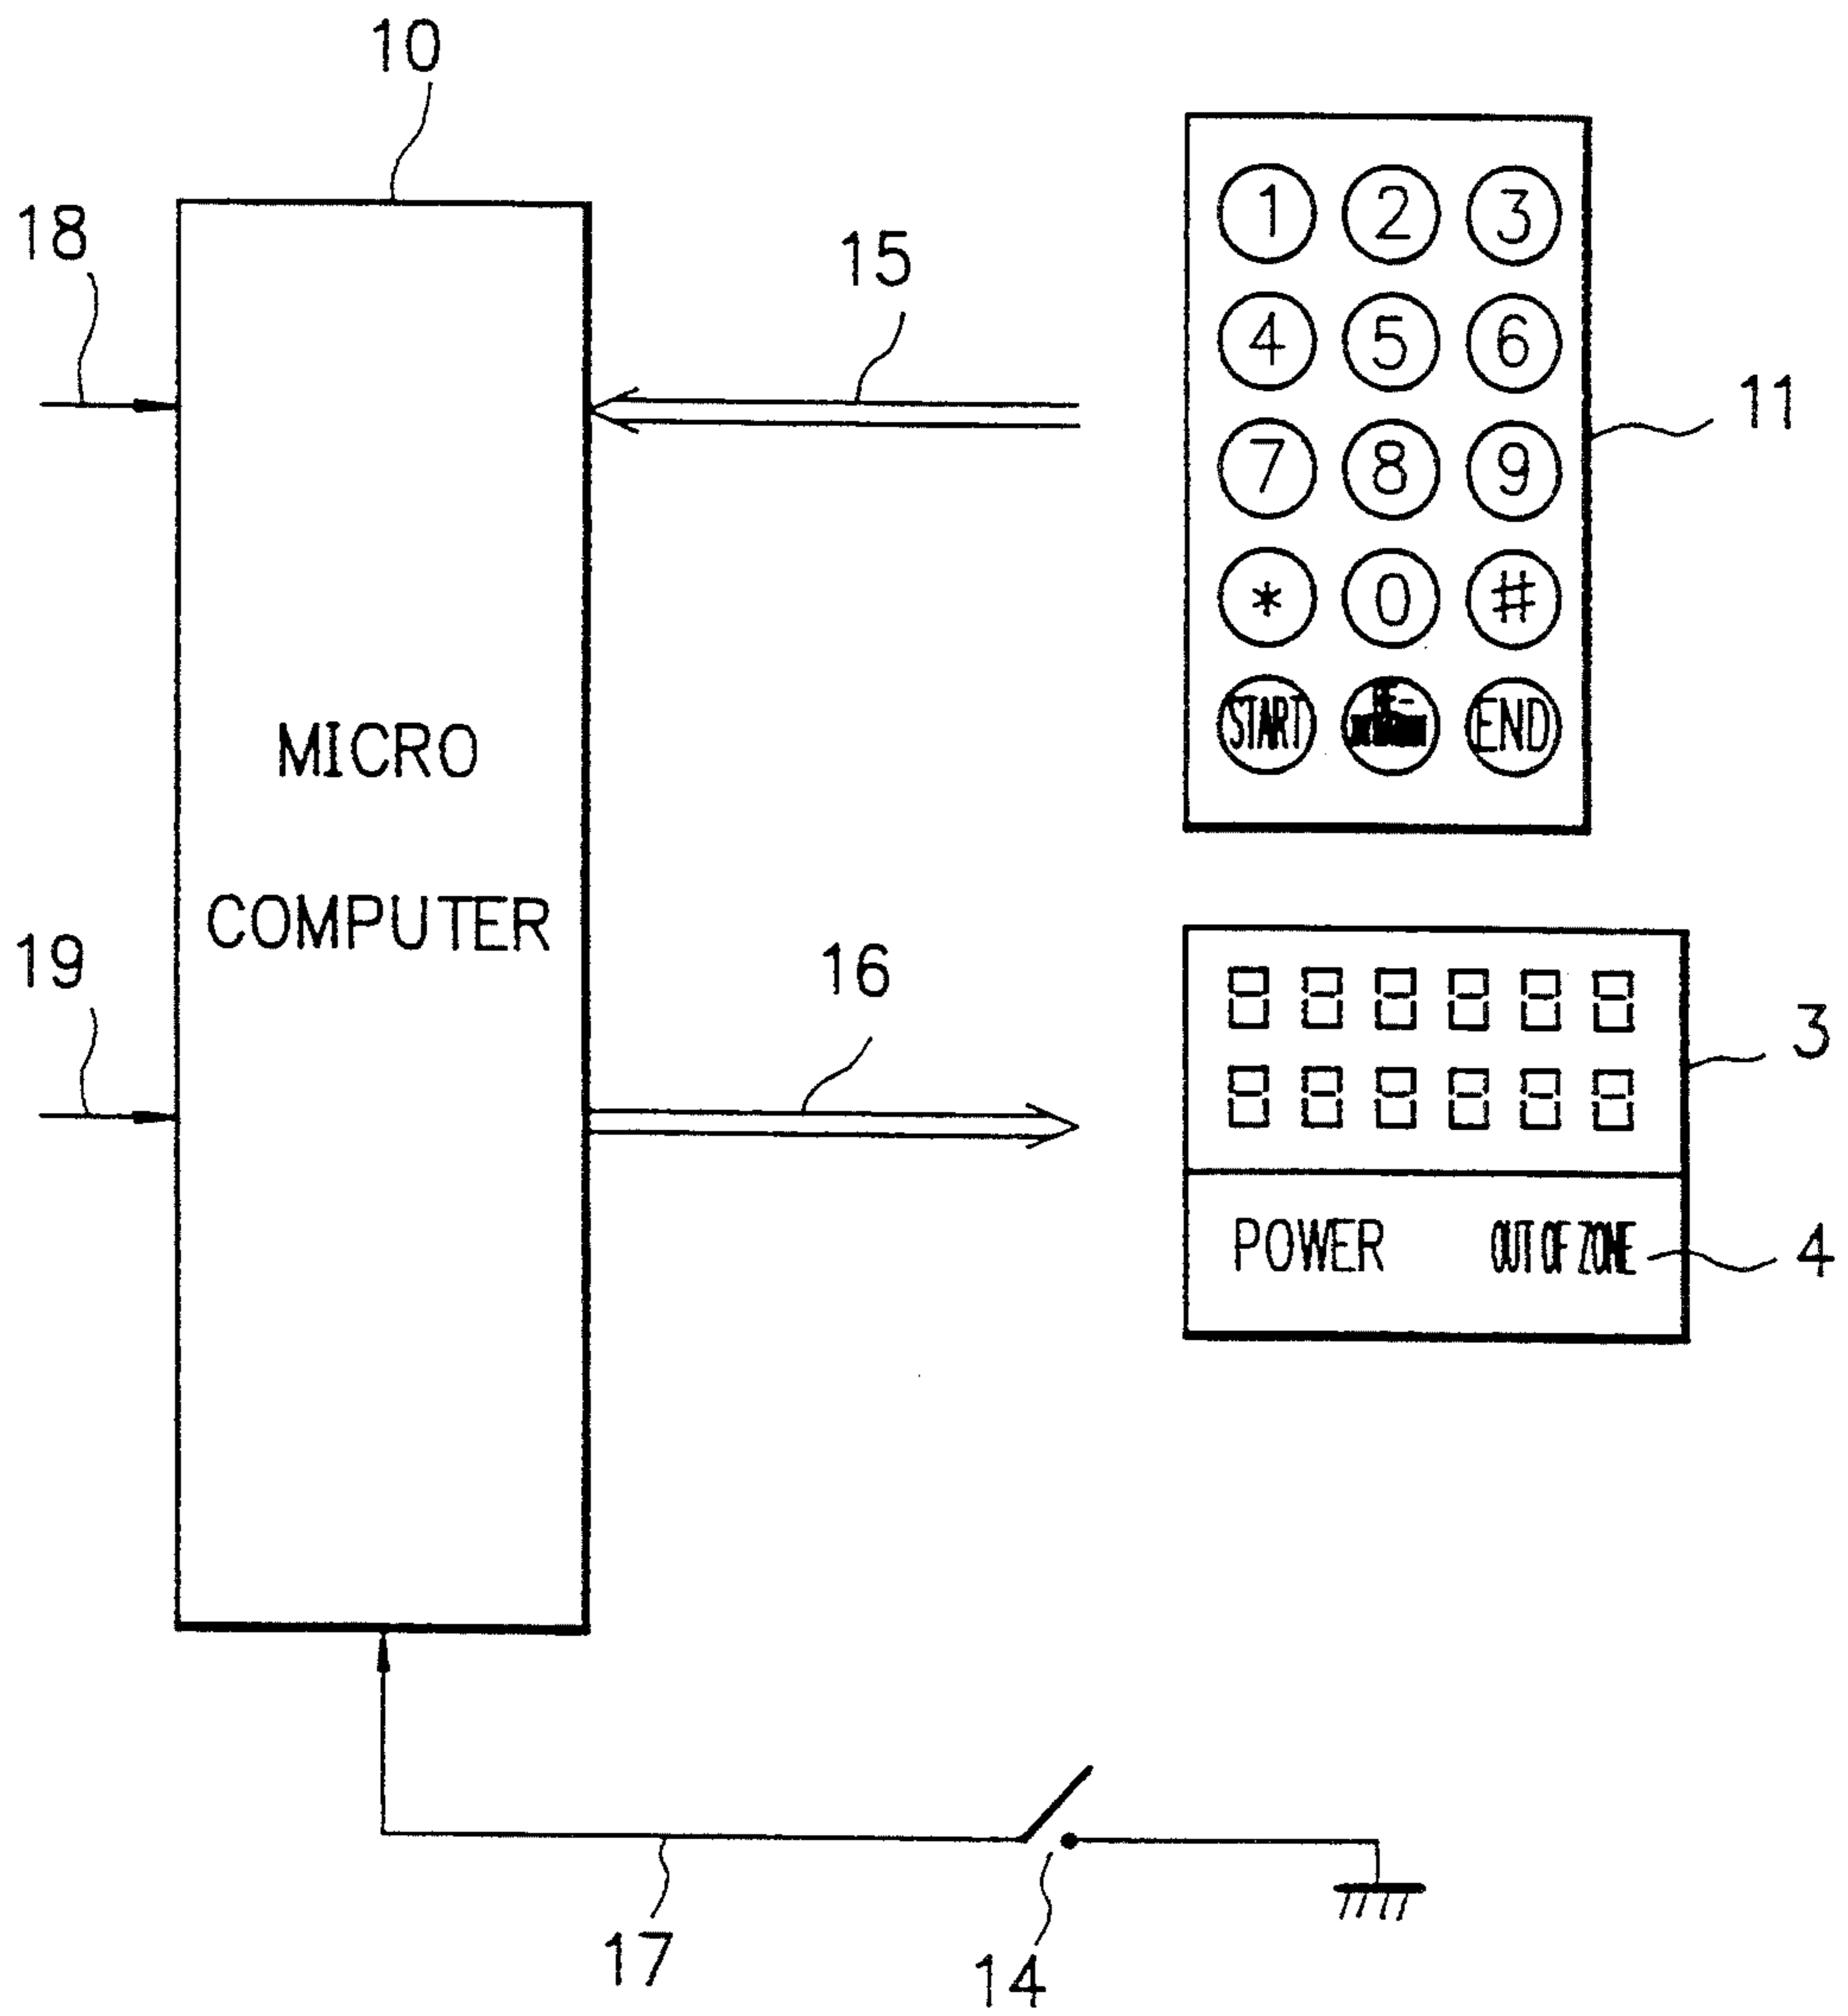 10
18
15
1 2 3
4 5 6
11
7 8 9
* 0 #
START END
MICRO
COMPUTER
19
16
3
POWER OUT OF ZONE
4
17
14